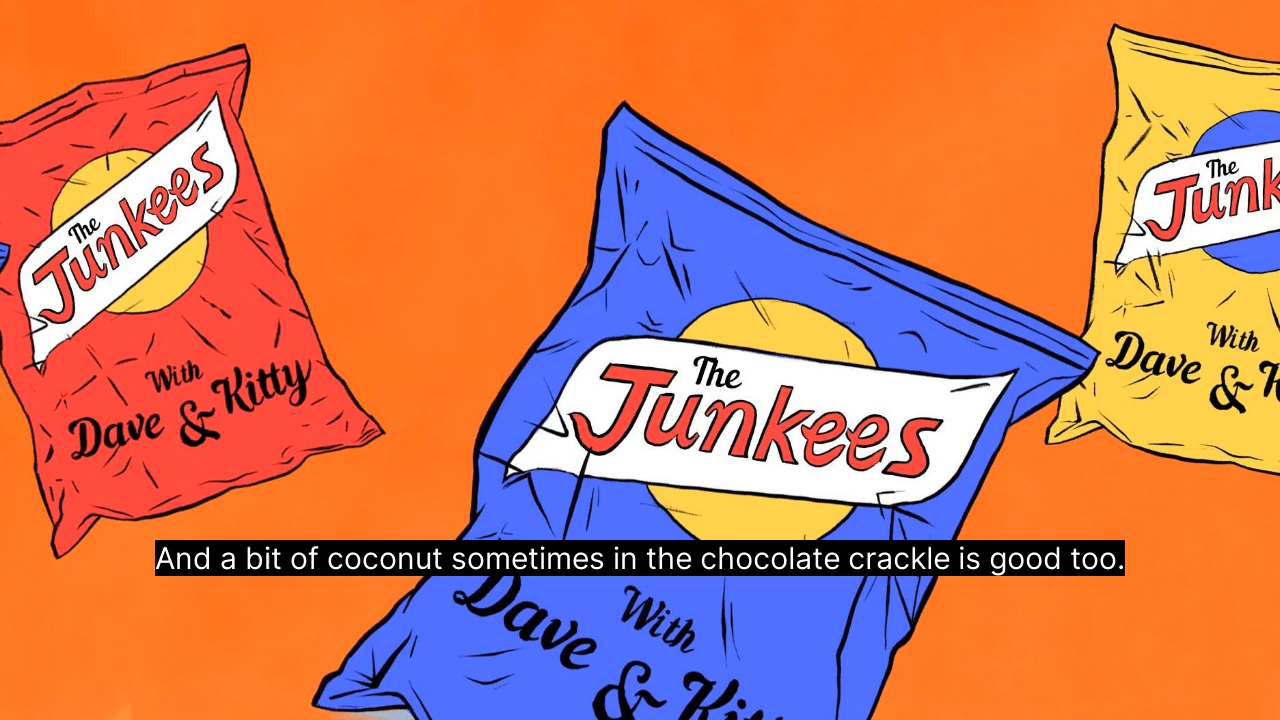 The
Junkees
With
Dave & Kitty
The
Junkees
With
Dave &
The
Junk
With
Dave &
And a bit of coconut sometimes in the chocolate crackle is good too.